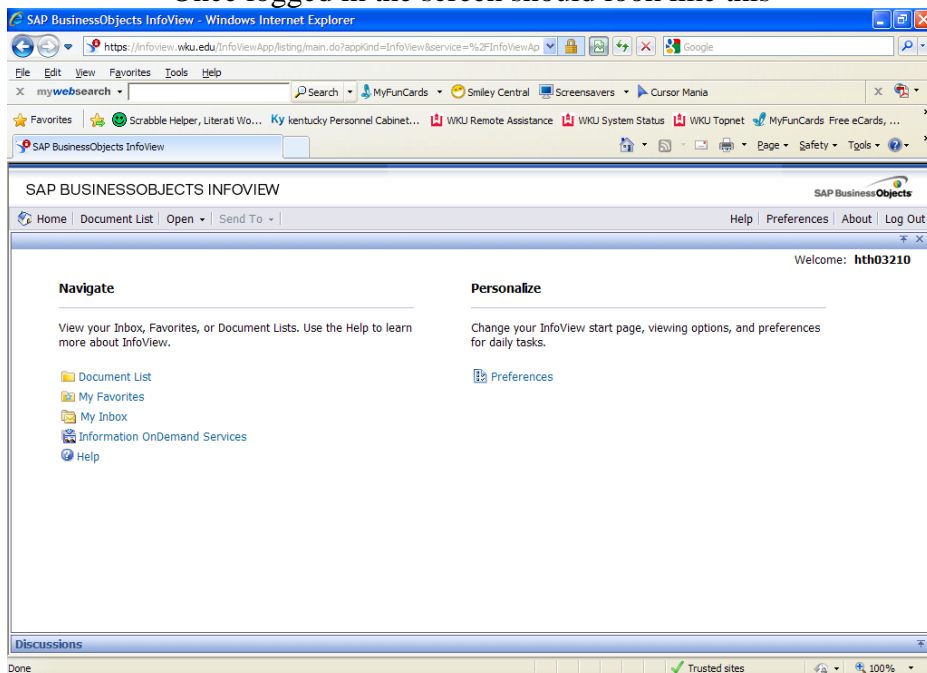 Once logged in the screen should look like this
SAP BusinessObjects InfoView - Windows Internet Explorer
https://infoview.wku.edu/InfoViewApp/listing/main.do?appKind=InfoView&service=%2FInfoViewAp
Google
File Edit View Favorites Tools Help
X mywebsearch Search MyFunCards Smiley Central Screensavers Cursor Mania X
Favorites Scrabble Helper, Literati Wo... Ky kentucky Personnel Cabinet... WKU Remote Assistance WKU System Status WKU Topnet MyFunCards Free eCards, ...
SAP BusinessObjects InfoView Page Safety Tools
SAP BUSINESSOBJECTS INFOVIEW
SAP BusinessObjects
Home Document List Open Send To Help Preferences About Log Out
Welcome: hth03210
Navigate
View your Inbox, Favorites, or Document Lists. Use the Help to learn
more about InfoView.
Document List
My Favorites
My Inbox
Information OnDemand Services
Help
Personalize
Change your InfoView start page, viewing options, and preferences
for daily tasks.
Preferences
Discussions
Done Trusted sites 100%